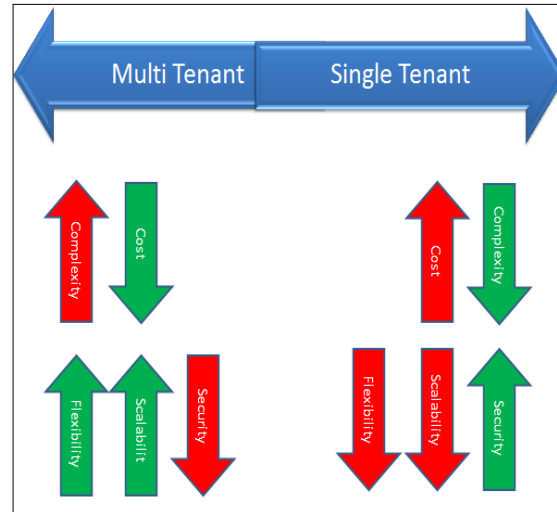 Multi Tenant
Single Tenant
Complexity
Cost
Cost
Complexity
Flexibility
Scalabilit
Security
Flexibility
Scalability
Security